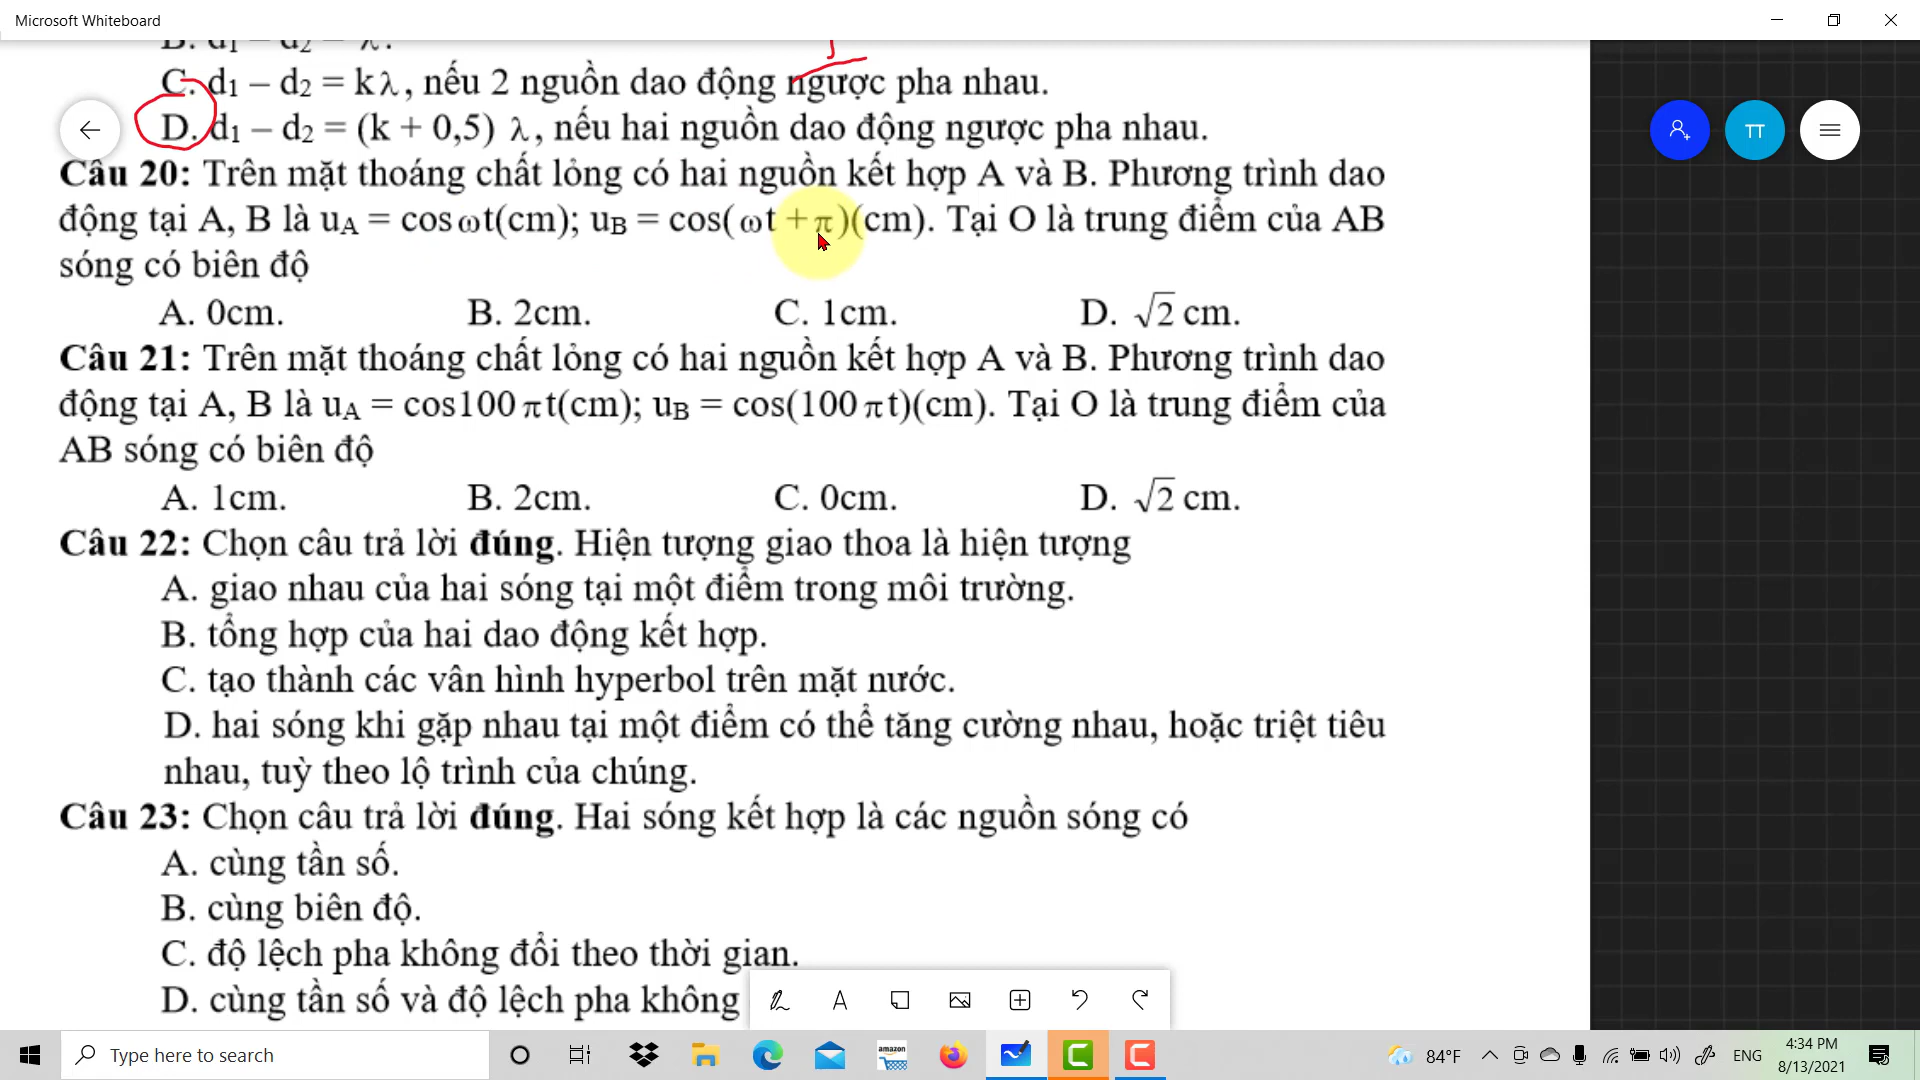 Microsoft Whiteboard
C. d₁ – d₂ = kλ, nếu 2 nguồn dao động ngược pha nhau.
D. d₁ – d₂ = (k + 0,5) λ, nếu hai nguồn dao động ngược pha nhau.
Câu 20: Trên mặt thoáng chất lỏng có hai nguồn kết hợp A và B. Phương trình dao
động tại A, B là uA = cosωt(cm); uB = cos(ωt + π)(cm). Tại O là trung điểm của AB
sóng có biên độ
A. 0cm. B. 2cm. C. 1cm. D. √2 cm.
Câu 21: Trên mặt thoáng chất lỏng có hai nguồn kết hợp A và B. Phương trình dao
động tại A, B là uA = cos100πt(cm); uB = cos(100πt)(cm). Tại O là trung điểm của
AB sóng có biên độ
A. 1cm. B. 2cm. C. 0cm. D. √2 cm.
Câu 22: Chọn câu trả lời đúng. Hiện tượng giao thoa là hiện tượng
A. giao nhau của hai sóng tại một điểm trong môi trường.
B. tổng hợp của hai dao động kết hợp.
C. tạo thành các vân hình hyperbol trên mặt nước.
D. hai sóng khi gặp nhau tại một điểm có thể tăng cường nhau, hoặc triệt tiêu
nhau, tuỳ theo lộ trình của chúng.
Câu 23: Chọn câu trả lời đúng. Hai sóng kết hợp là các nguồn sóng có
A. cùng tần số.
B. cùng biên độ.
C. độ lệch pha không đổi theo thời gian.
D. cùng tần số và độ lệch pha không
TT
Type here to search
amazon
84°F
ENG
4:34 PM
8/13/2021